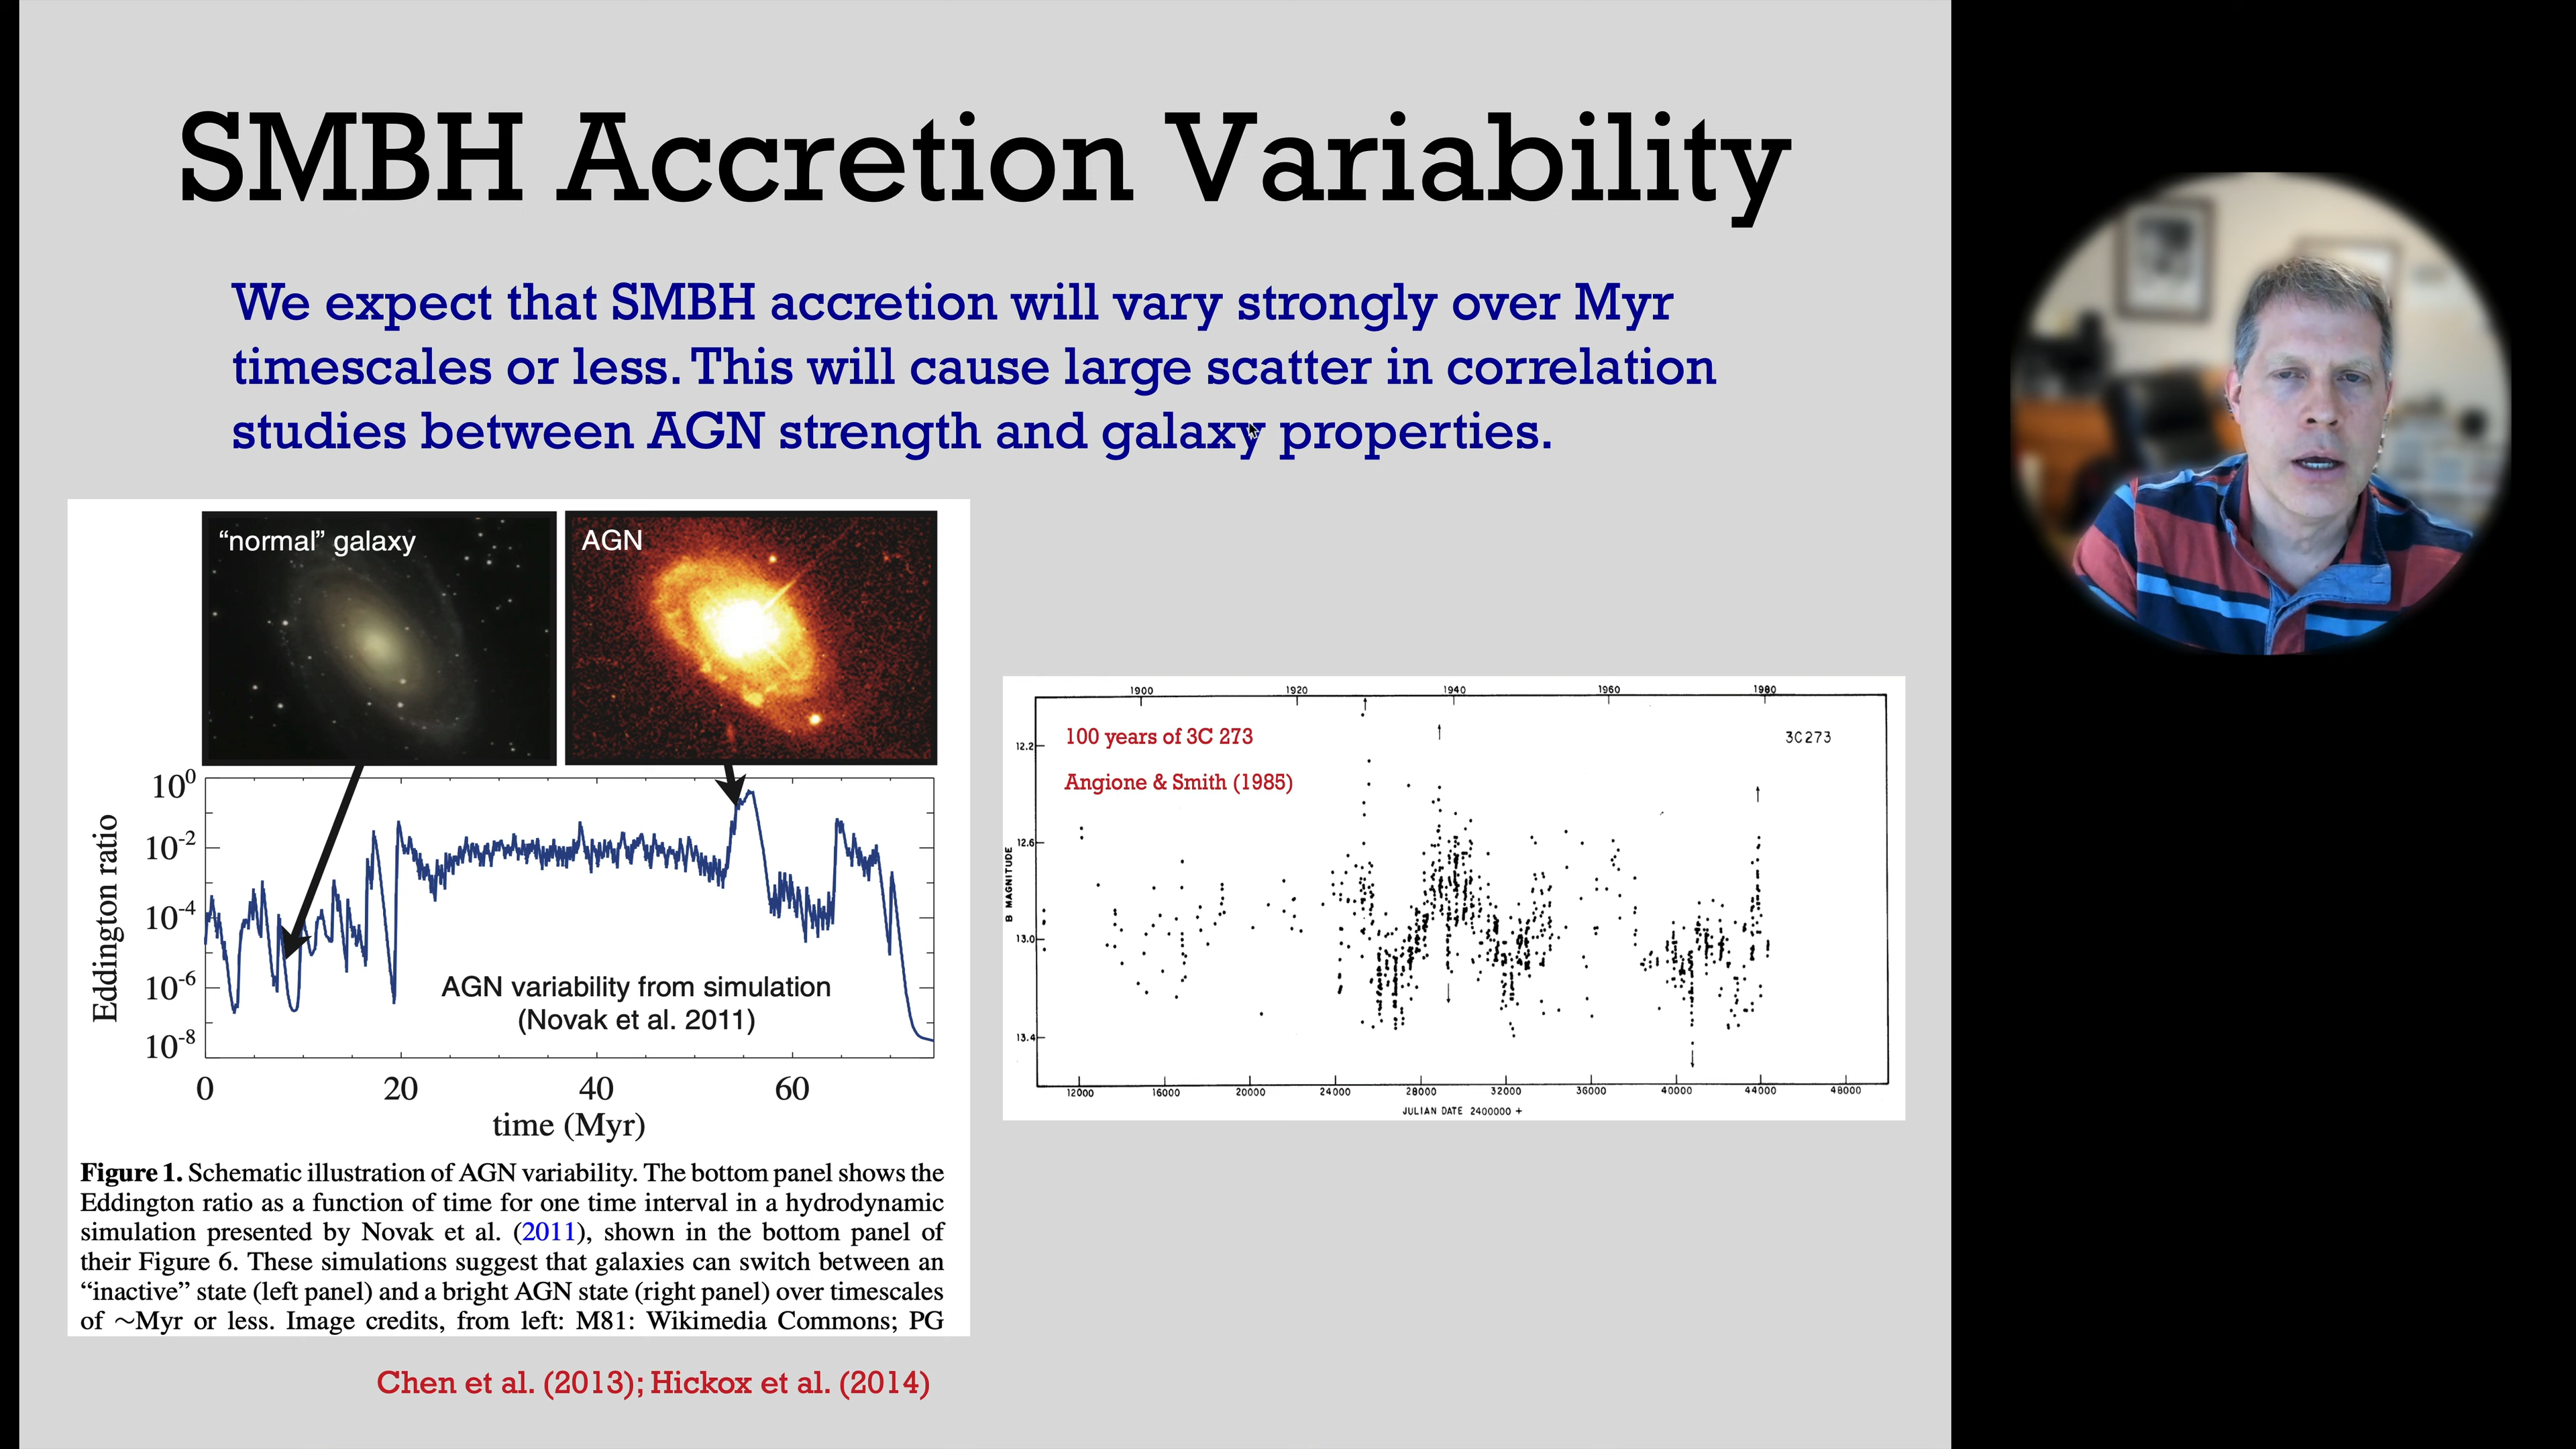 SMBH Accretion Variability
We expect that SMBH accretion will vary strongly over Myr
timescales or less. This will cause large scatter in correlation
studies between AGN strength and galaxy properties.
“normal” galaxy
AGN
10⁰
10⁻²
10⁻⁴
10⁻⁶
10⁻⁸
Eddington ratio
AGN variability from simulation
(Novak et al. 2011)
0 20 40 60
time (Myr)
Figure 1. Schematic illustration of AGN variability. The bottom panel shows the
Eddington ratio as a function of time for one time interval in a hydrodynamic
simulation presented by Novak et al. (2011), shown in the bottom panel of
their Figure 6. These simulations suggest that galaxies can switch between an
“inactive” state (left panel) and a bright AGN state (right panel) over timescales
of ~Myr or less. Image credits, from left: M81: Wikimedia Commons; PG
Chen et al. (2013); Hickox et al. (2014)
1900 1920 1940 1960 1980
100 years of 3C 273
Angione & Smith (1985)
3C273
12.2
12.6
13.0
13.4
B MAGNITUDE
12000 16000 20000 24000 28000 32000 36000 40000 44000 48000
JULIAN DATE 2400000 +